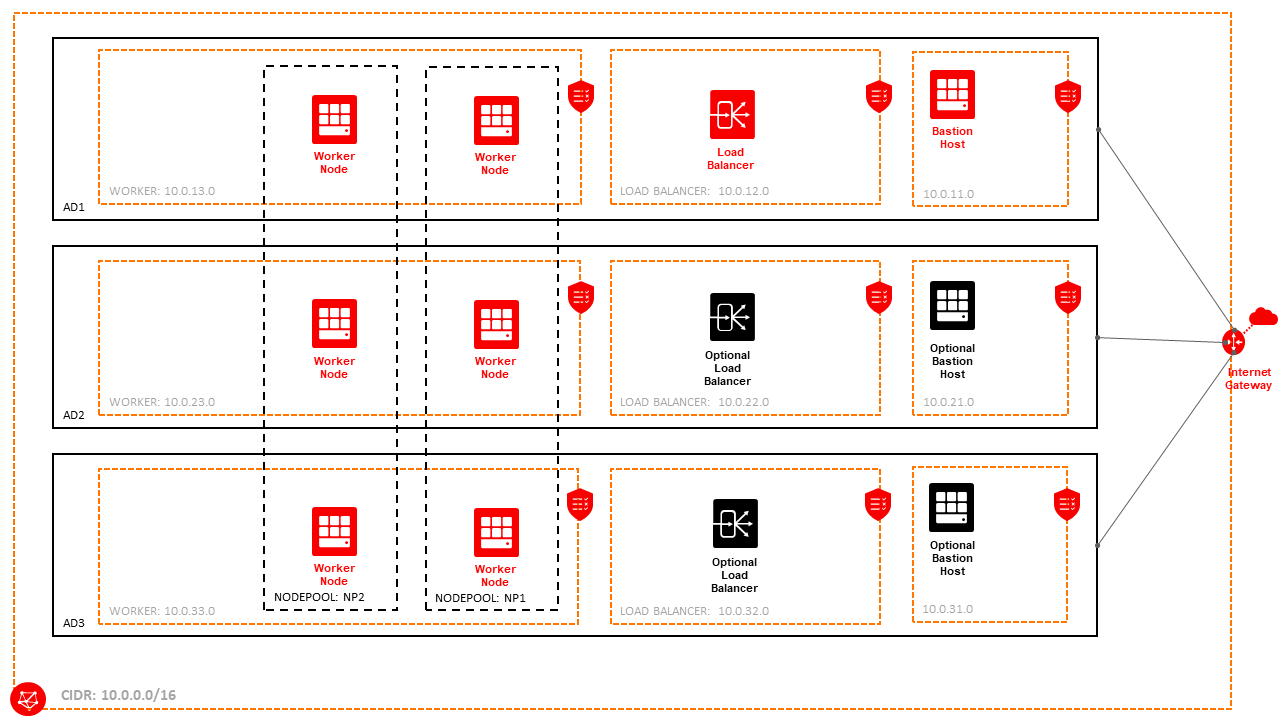 Worker
Node
Worker
Node
Load
Balancer
Bastion
Host
WORKER: 10.0.13.0
LOAD BALANCER: 10.0.12.0
10.0.11.0
AD1
Worker
Node
Worker
Node
Optional
Load
Balancer
Optional
Bastion
Host
WORKER: 10.0.23.0
LOAD BALANCER: 10.0.22.0
10.0.21.0
AD2
Internet
Gateway
Worker
Node
Worker
Node
Optional
Load
Balancer
Optional
Bastion
Host
NODEPOOL: NP2
NODEPOOL: NP1
WORKER: 10.0.33.0
LOAD BALANCER: 10.0.32.0
10.0.31.0
AD3
CIDR: 10.0.0.0/16